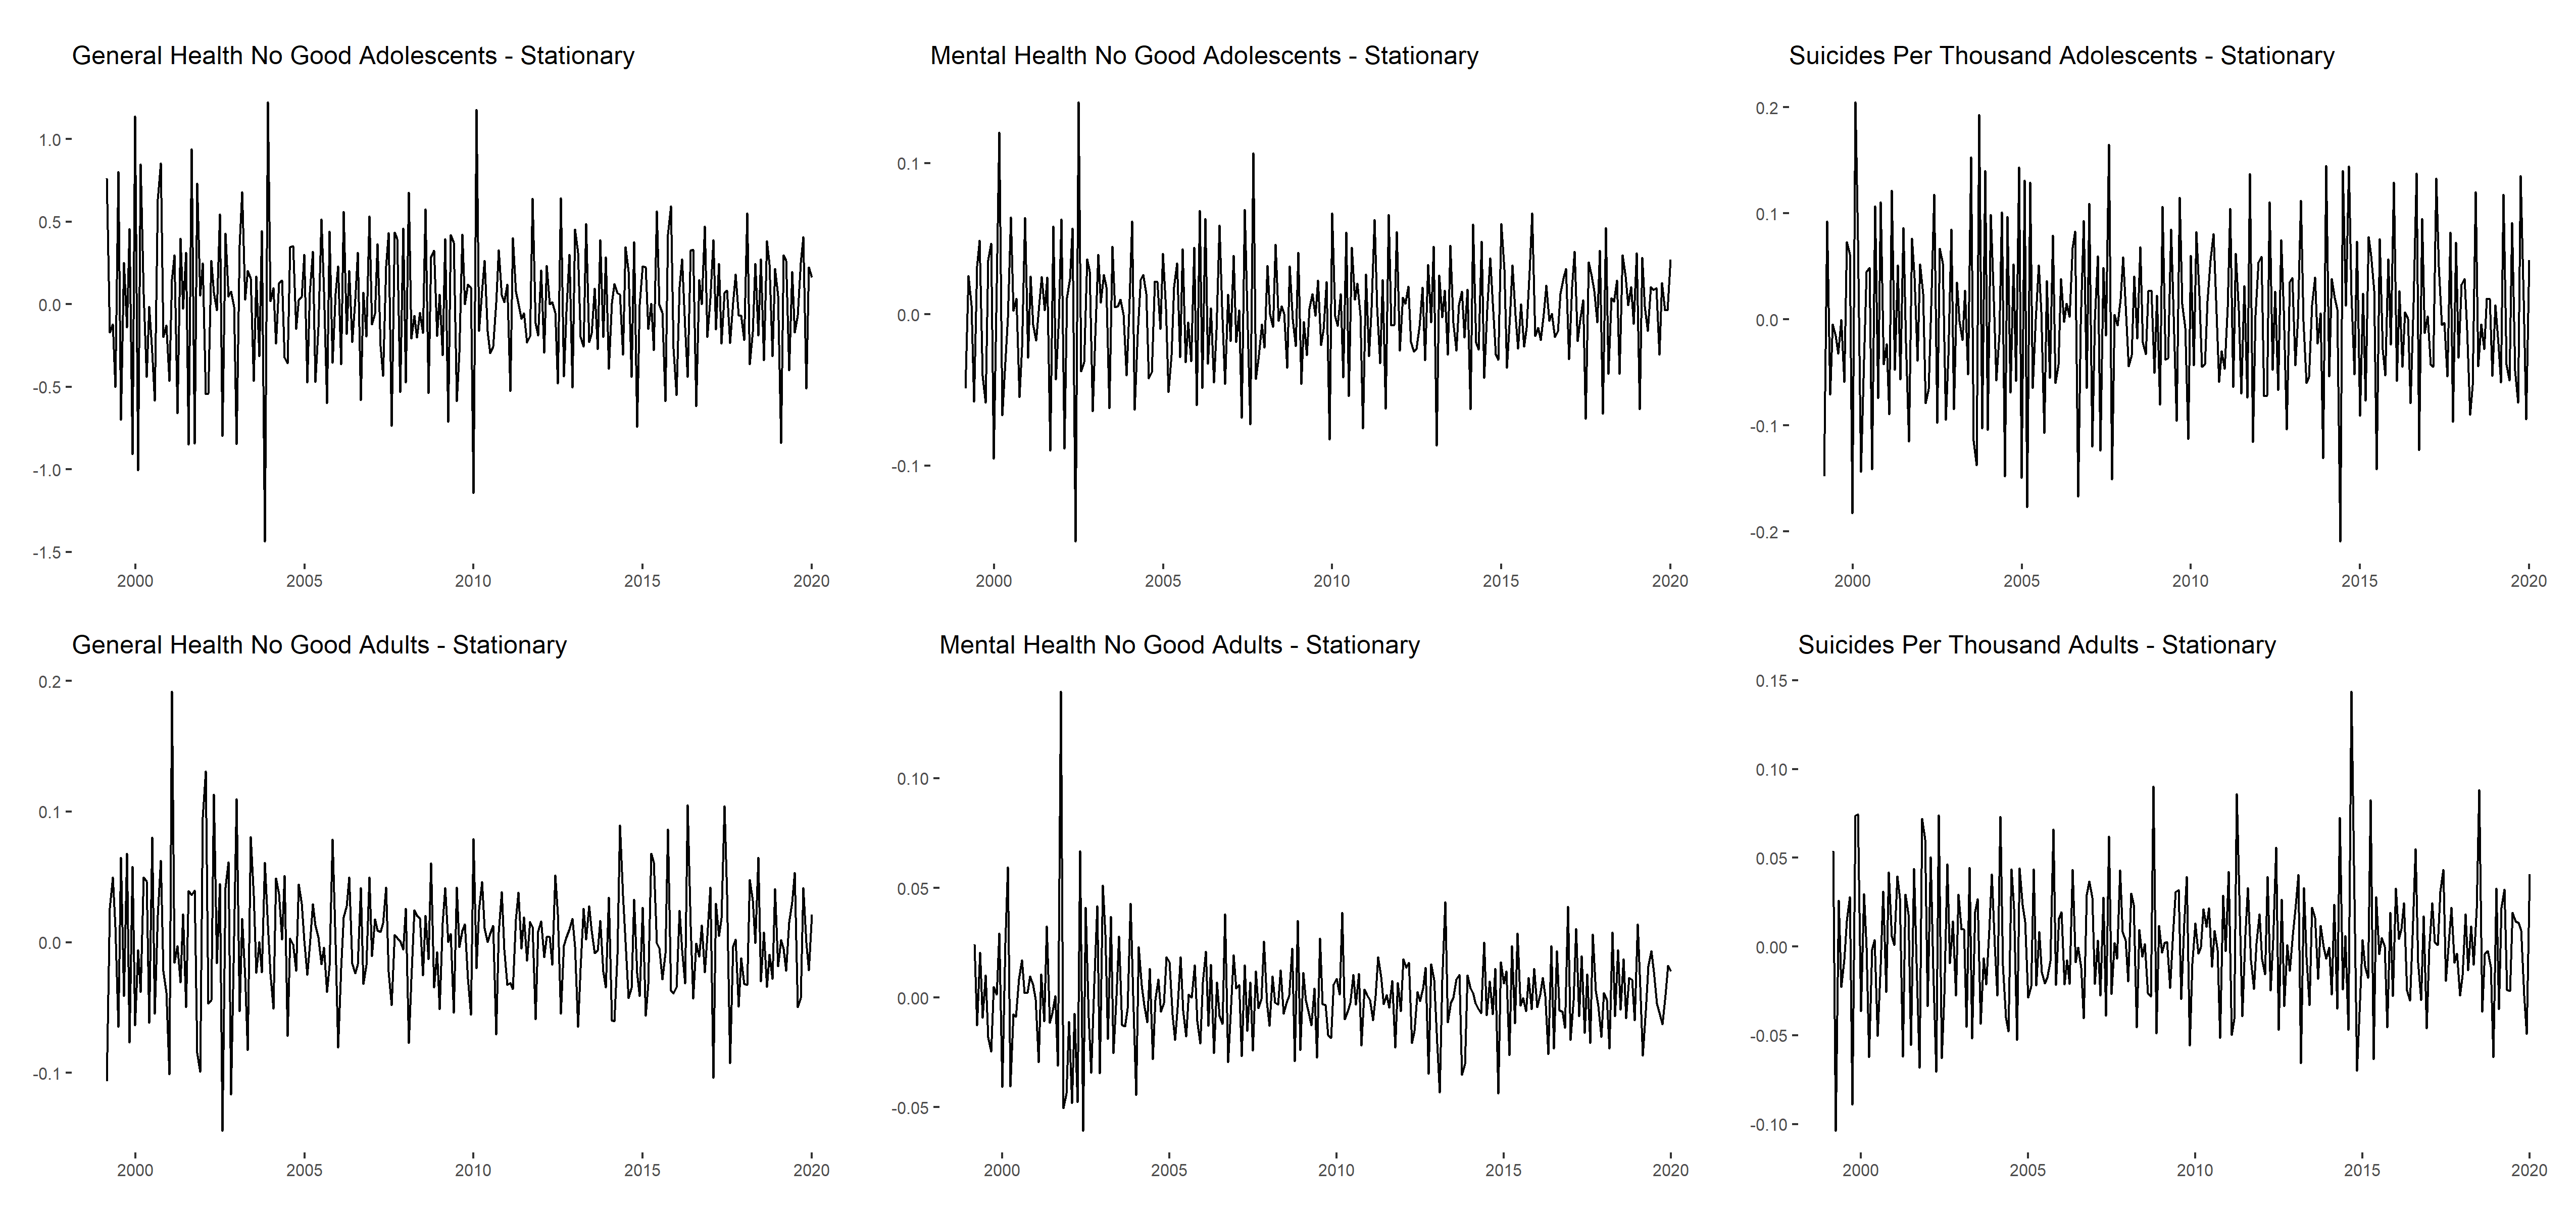 General Health No Good Adolescents - Stationary
1.0
0.5
0.0
-0.5
-1.0
-1.5
2000 2005 2010 2015 2020
Mental Health No Good Adolescents - Stationary
0.1
0.0
-0.1
2000 2005 2010 2015 2020
Suicides Per Thousand Adolescents - Stationary
0.2
0.1
0.0
-0.1
-0.2
2000 2005 2010 2015 2020
General Health No Good Adults - Stationary
0.2
0.1
0.0
-0.1
2000 2005 2010 2015 2020
Mental Health No Good Adults - Stationary
0.10
0.05
0.00
-0.05
2000 2005 2010 2015 2020
Suicides Per Thousand Adults - Stationary
0.15
0.10
0.05
0.00
-0.05
-0.10
2000 2005 2010 2015 2020